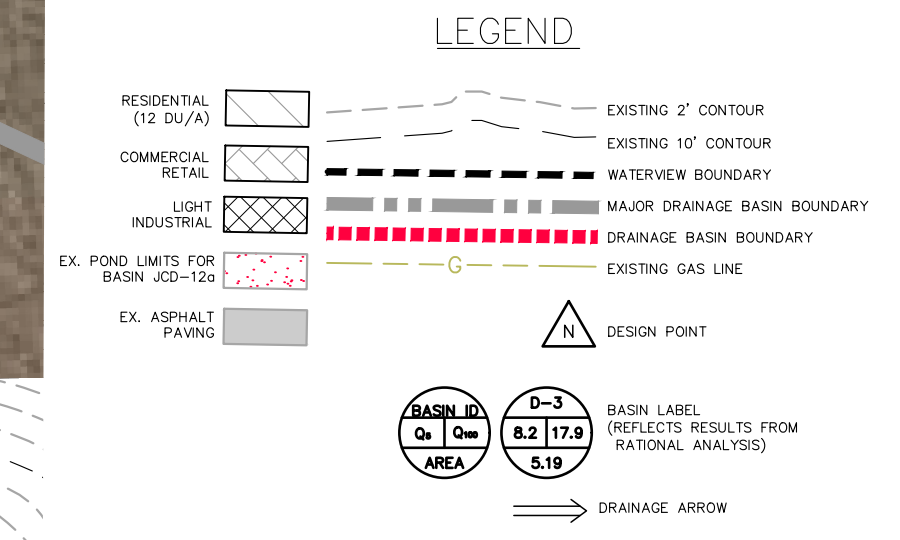 LEGEND
RESIDENTIAL
(12 DU/A)
COMMERCIAL
RETAIL
LIGHT
INDUSTRIAL
EX. POND LIMITS FOR
BASIN JCD-12a
EX. ASPHALT
PAVING
EXISTING 2' CONTOUR
EXISTING 10' CONTOUR
WATERVIEW BOUNDARY
MAJOR DRAINAGE BASIN BOUNDARY
DRAINAGE BASIN BOUNDARY
G
EXISTING GAS LINE
N
DESIGN POINT
BASIN ID
Q5 Q100
AREA
D-3
8.2 17.9
5.19
BASIN LABEL
(REFLECTS RESULTS FROM
RATIONAL ANALYSIS)
DRAINAGE ARROW